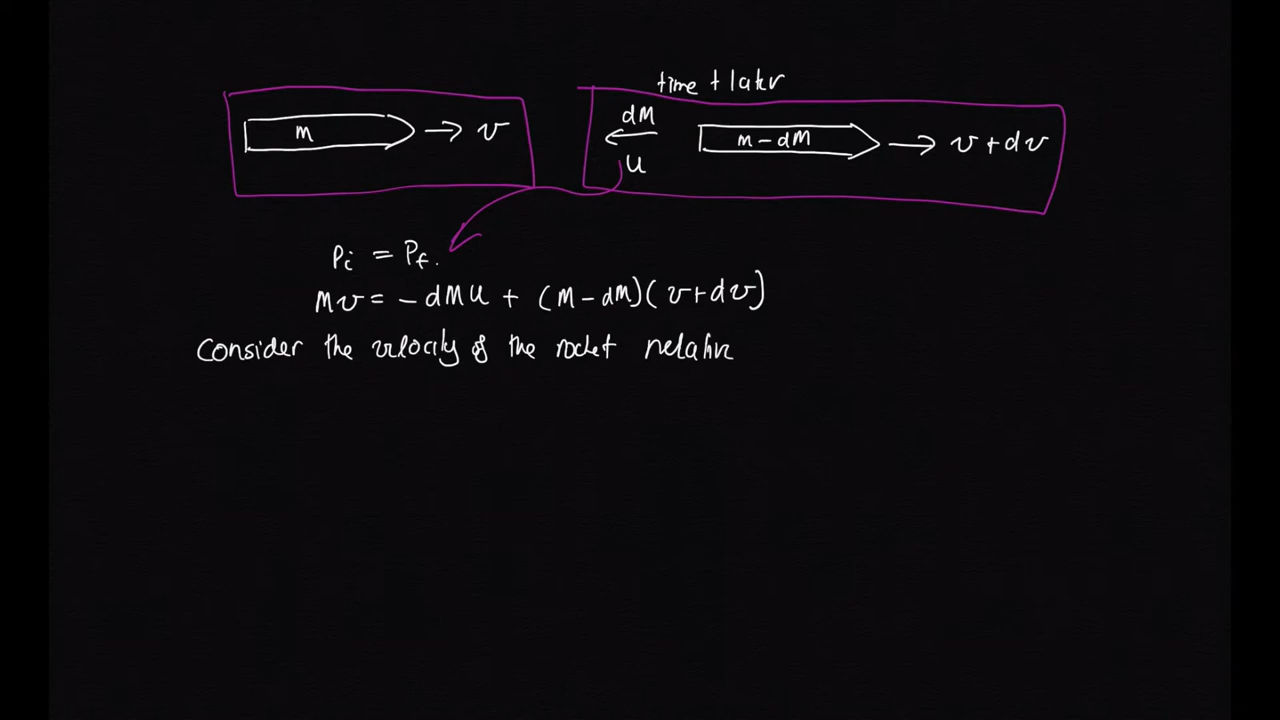 time t later
m → v
dM
u
m - dM → v + dv
Pi = Pf.
Mv = - dMu + (M - dM)(v + dv)
Consider the velocity of the rocket relative